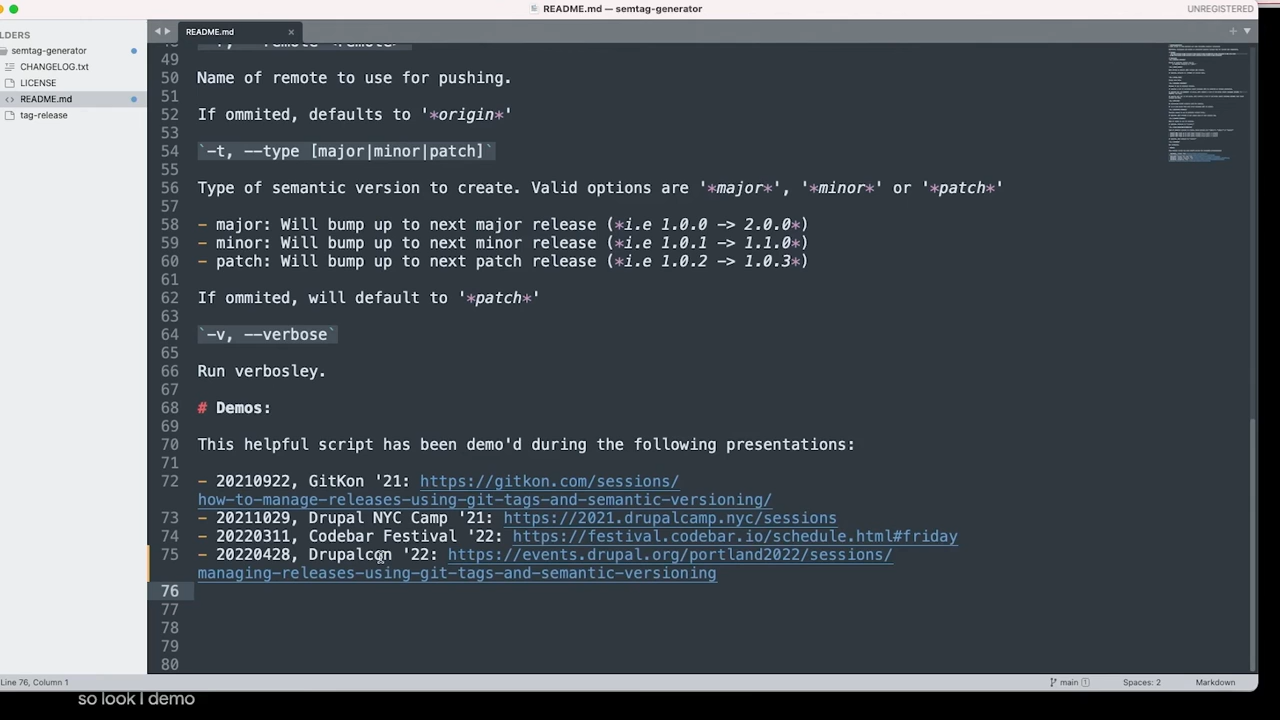 README.md — semtag-generator
UNREGISTERED
LDERS
semtag-generator
CHANGELOG.txt
LICENSE
README.md
tag-release
README.md
49
50 Name of remote to use for pushing.
51
52 If ommited, defaults to '*origin*'
53
54 `-t, --type [major|minor|patch]`
55
56 Type of semantic version to create. Valid options are '*major*', '*minor*' or '*patch*'
57
58 - major: Will bump up to next major release (*i.e 1.0.0 -> 2.0.0*)
59 - minor: Will bump up to next minor release (*i.e 1.0.1 -> 1.1.0*)
60 - patch: Will bump up to next patch release (*i.e 1.0.2 -> 1.0.3*)
61
62 If ommited, will default to '*patch*'
63
64 `-v, --verbose`
65
66 Run verbosley.
67
68 # Demos:
69
70 This helpful script has been demo'd during the following presentations:
71
72 - 20210922, GitKon '21: https://gitkon.com/sessions/
how-to-manage-releases-using-git-tags-and-semantic-versioning/
73 - 20211029, Drupal NYC Camp '21: https://2021.drupalcamp.nyc/sessions
74 - 20220311, Codebar Festival '22: https://festival.codebar.io/schedule.html#friday
75 - 20220428, Drupalcon '22: https://events.drupal.org/portland2022/sessions/
managing-releases-using-git-tags-and-semantic-versioning
76
77
78
79
80
Line 76, Column 1
main 1
Spaces: 2
Markdown
so look I demo